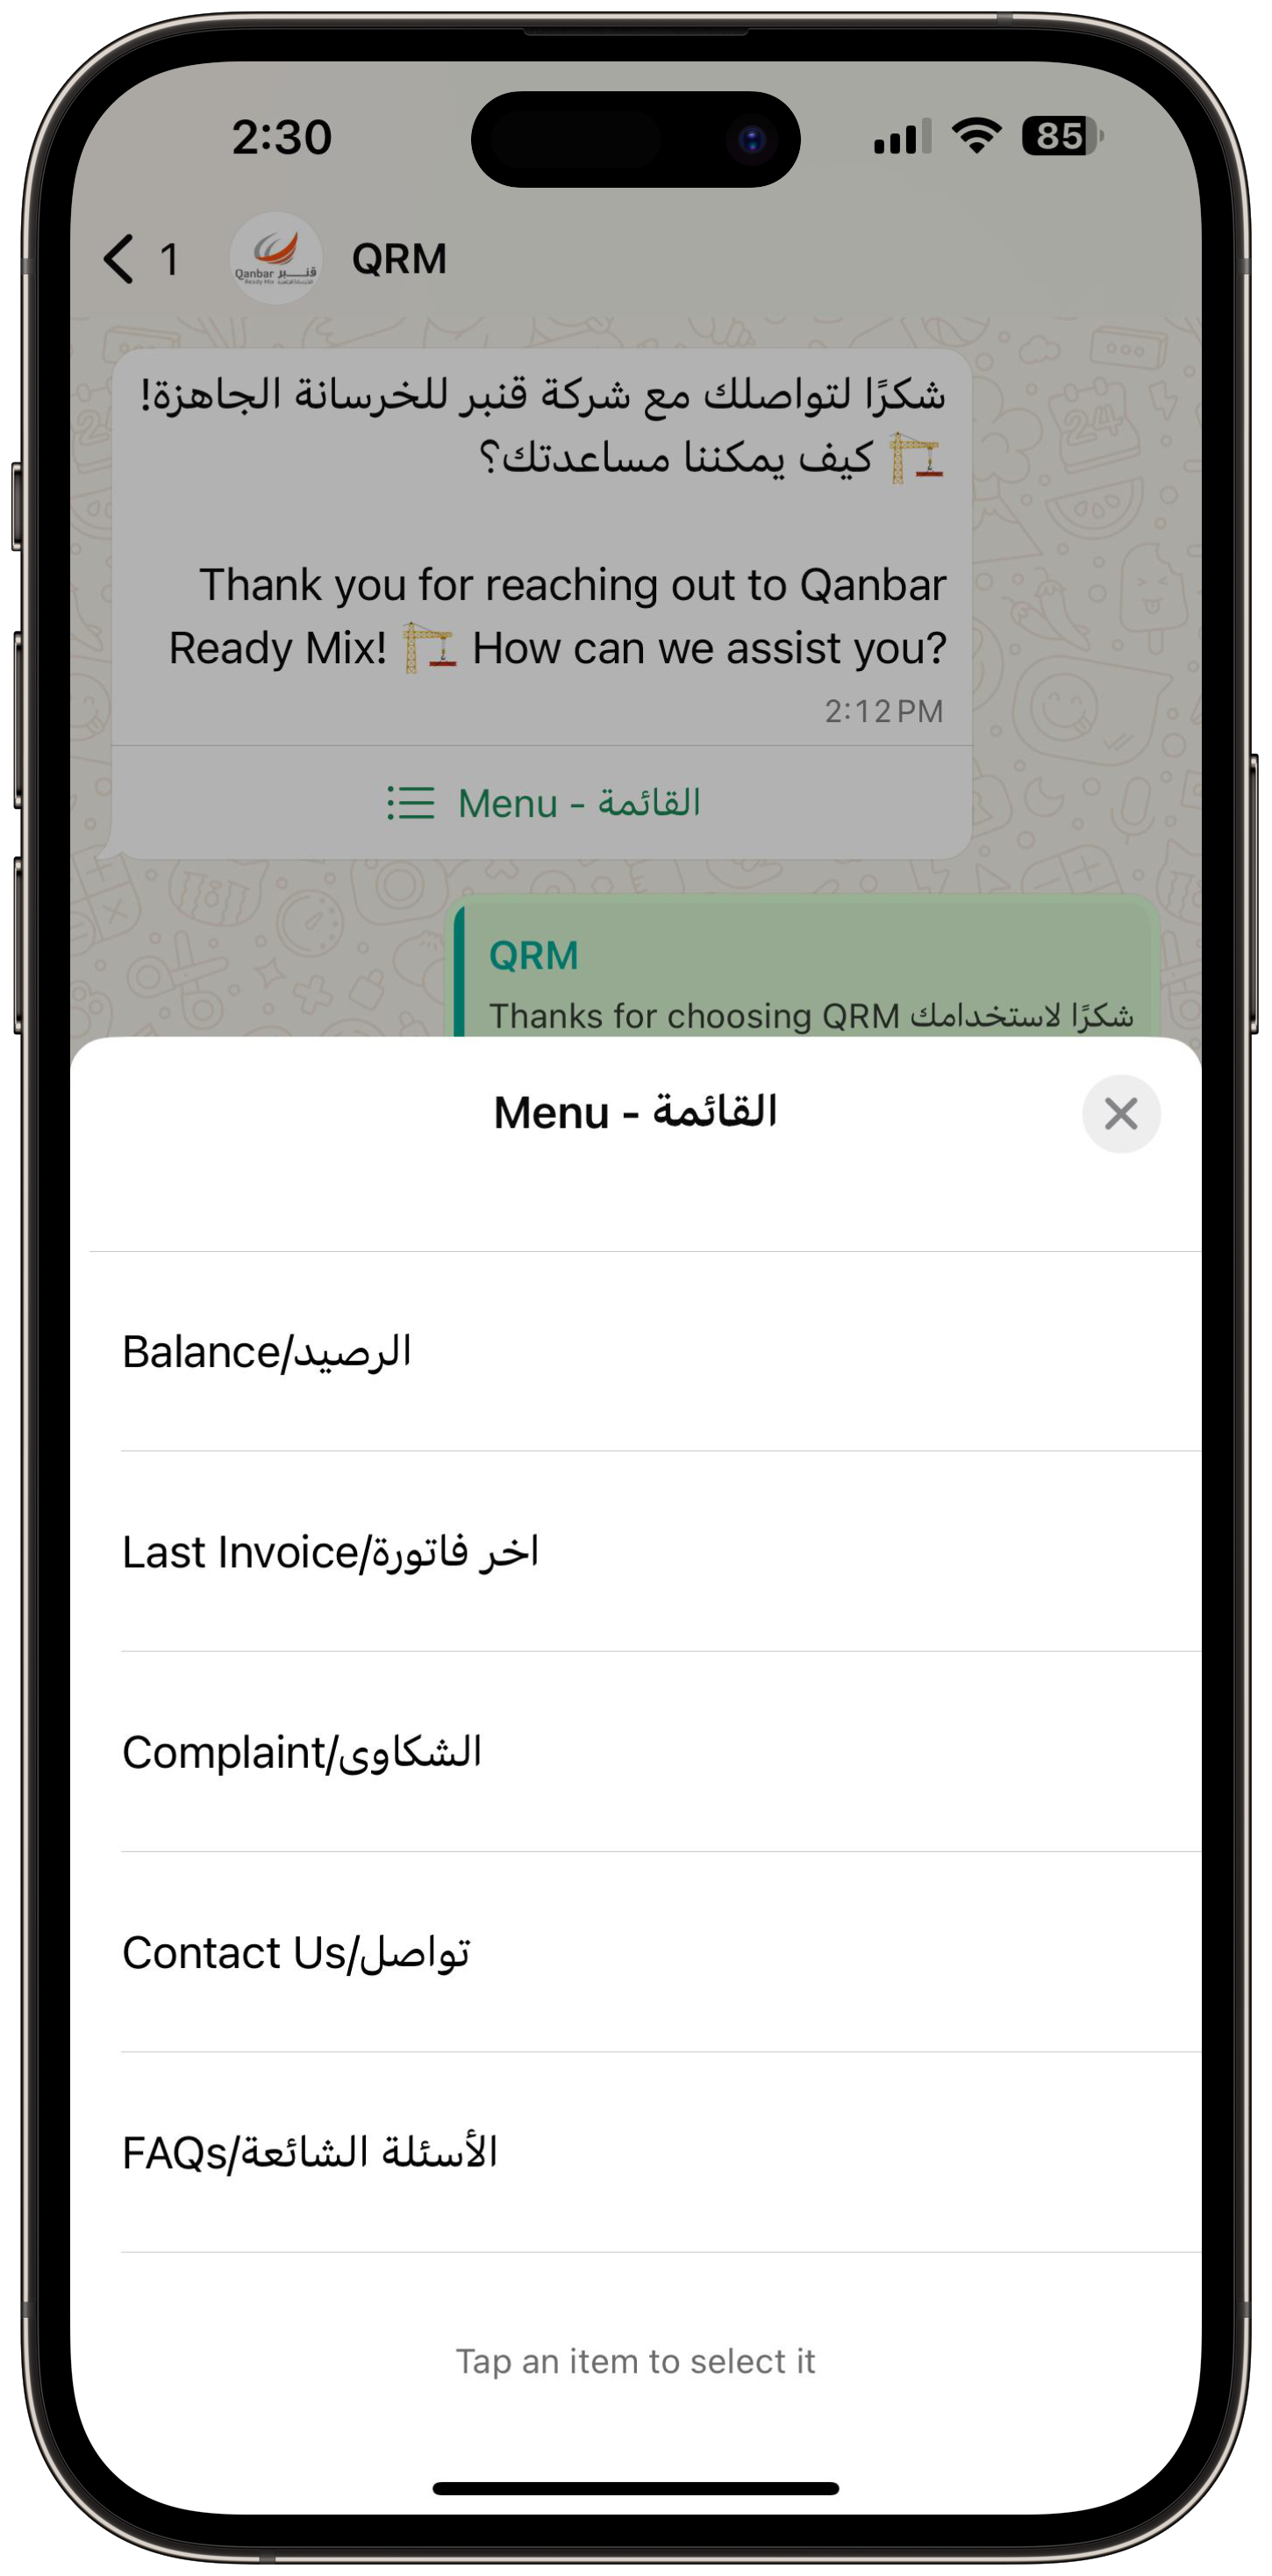 2:30
85
1
Qanbar قنبر
Ready Mix
QRM
شكرًا لتواصلك مع شركة قنبر للخرسانة الجاهزة!
🏗️ كيف يمكننا مساعدتك؟
Thank you for reaching out to Qanbar
Ready Mix! 🏗️ How can we assist you?
2:12 PM
Menu - القائمة
QRM
Thanks for choosing QRM شكرًا لاستخدامك
Menu - القائمة
Balance/الرصيد
Last Invoice/اخر فاتورة
Complaint/الشكاوى
Contact Us/تواصل
FAQs/الأسئلة الشائعة
Tap an item to select it